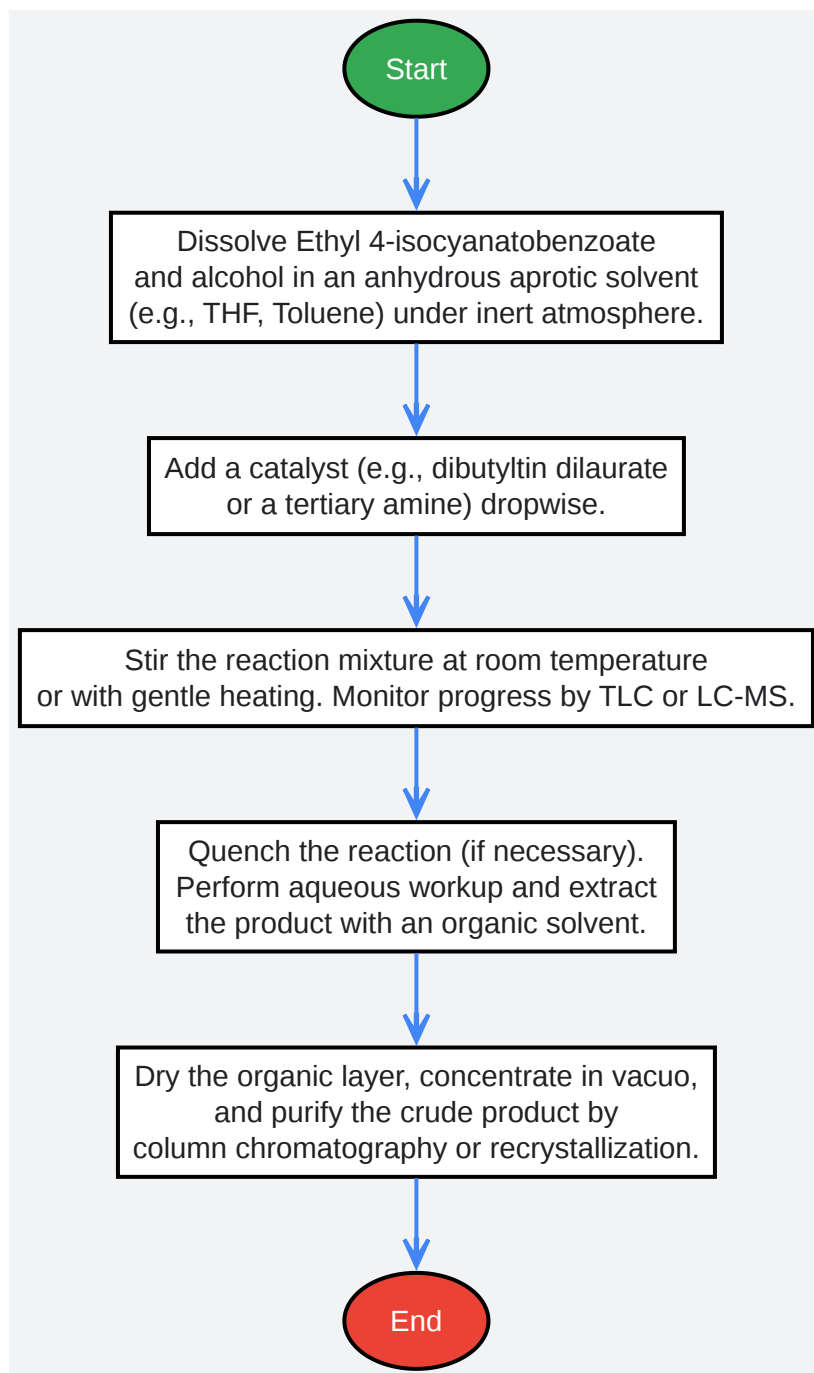 Start
Dissolve Ethyl 4-isocyanatobenzoate
and alcohol in an anhydrous aprotic solvent
(e.g., THF, Toluene) under inert atmosphere.
Add a catalyst (e.g., dibutyltin dilaurate
or a tertiary amine) dropwise.
Stir the reaction mixture at room temperature
or with gentle heating. Monitor progress by TLC or LC-MS.
Quench the reaction (if necessary).
Perform aqueous workup and extract
the product with an organic solvent.
Dry the organic layer, concentrate in vacuo,
and purify the crude product by
column chromatography or recrystallization.
End